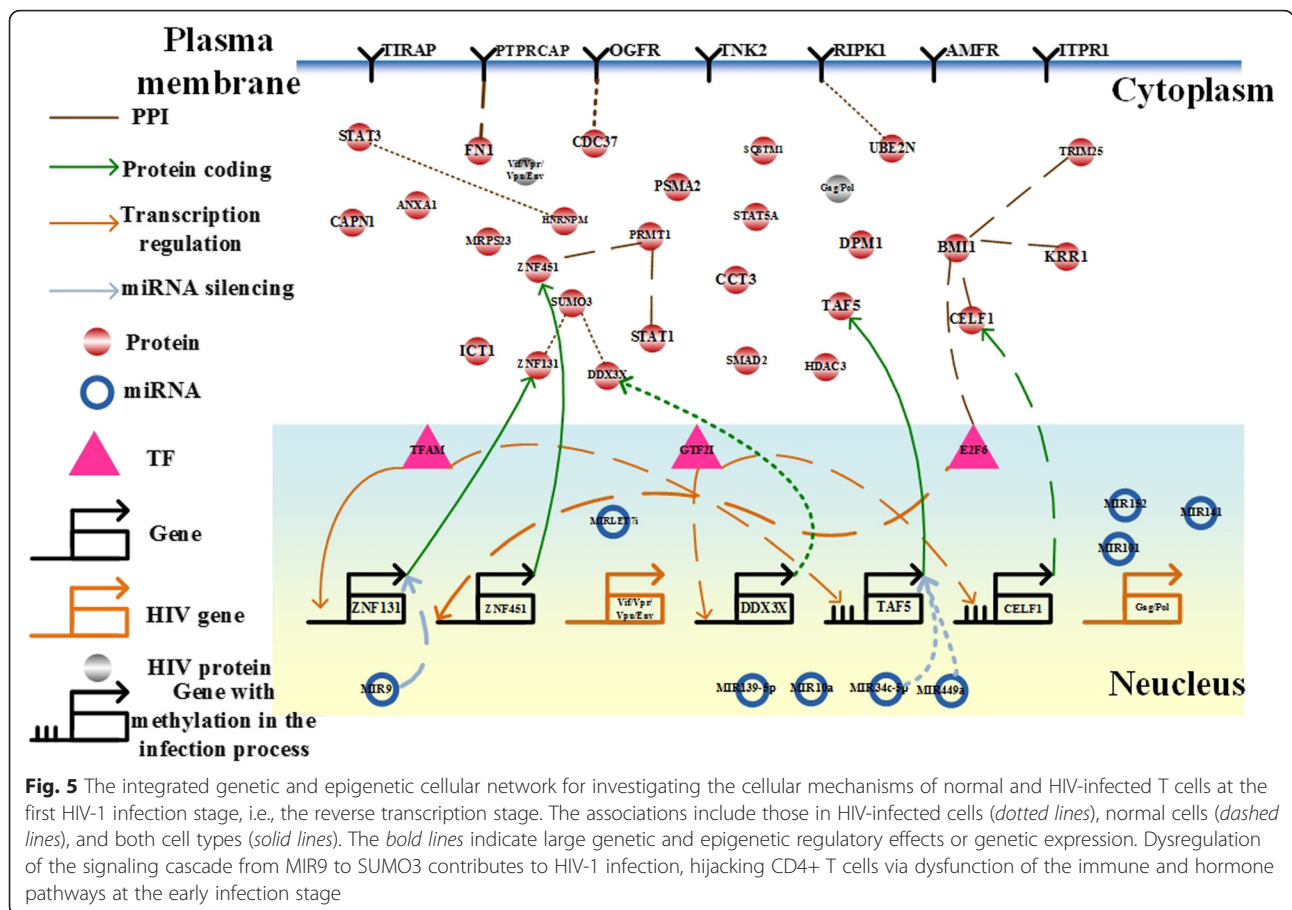 Plasma
membrane
TIRAP PTPRCAP OGFR TNK2 RIPK1 AMFR ITPR1
Cytoplasm
PPI
Protein coding
Transcription
regulation
miRNA silencing
Protein
miRNA
TF
Gene
HIV gene
HIV protein
Gene with
methylation in the
infection process
STAT3
FN1
CDC37
SQSTM1
UBE2N
TRIM25
Vif/Vpr/
Vpu/Env
PSMA2
Gag/Pol
CAPN1
ANXA1
HNRNPM
STAT5A
MRPS23
PRMT1
DPM1
BMI1
KRR1
ZNF451
CCT3
SUMO3
TAF5
CELF1
STAT1
ICT1
ZNF131
DDX3X
SMAD2
HDAC3
TFAM
GTF2I
E2F6
MIRLET7i
MIR152
MIR141
MIR101
ZNF131
ZNF451
Vif/Vpr/
Vpu/Env
DDX3X
TAF5
CELF1
Gag/Pol
MIR9
MIR139-5p
MIR10a
MIR34c-5p
MIR449a
Neucleus
Fig. 5 The integrated genetic and epigenetic cellular network for investigating the cellular mechanisms of normal and HIV-infected T cells at the
first HIV-1 infection stage, i.e., the reverse transcription stage. The associations include those in HIV-infected cells (dotted lines), normal cells (dashed
lines), and both cell types (solid lines). The bold lines indicate large genetic and epigenetic regulatory effects or genetic expression. Dysregulation
of the signaling cascade from MIR9 to SUMO3 contributes to HIV-1 infection, hijacking CD4+ T cells via dysfunction of the immune and hormone
pathways at the early infection stage